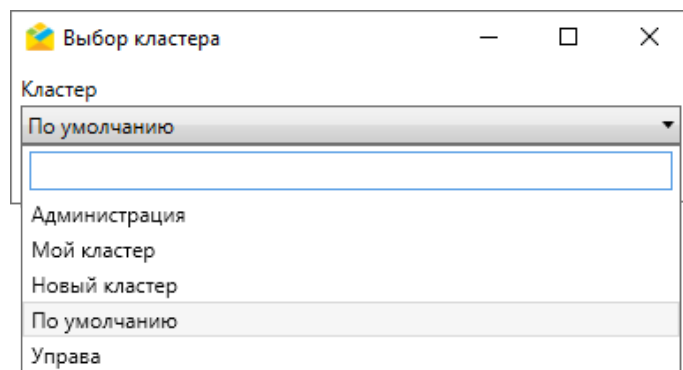 Выбор кластера
Кластер
По умолчанию
Администрация
Мой кластер
Новый кластер
По умолчанию
Управа